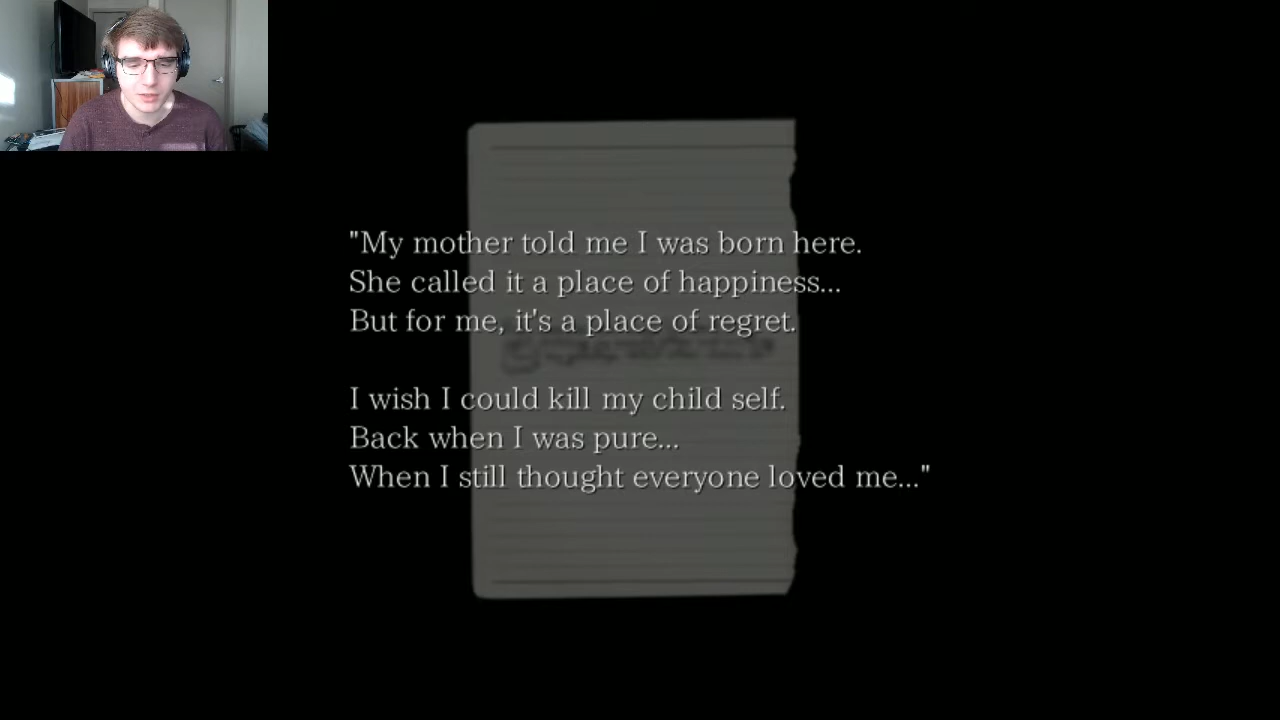 "My mother told me I was born here.
She called it a place of happiness...
But for me, it's a place of regret.
I wish I could kill my child self.
Back when I was pure...
When I still thought everyone loved me..."